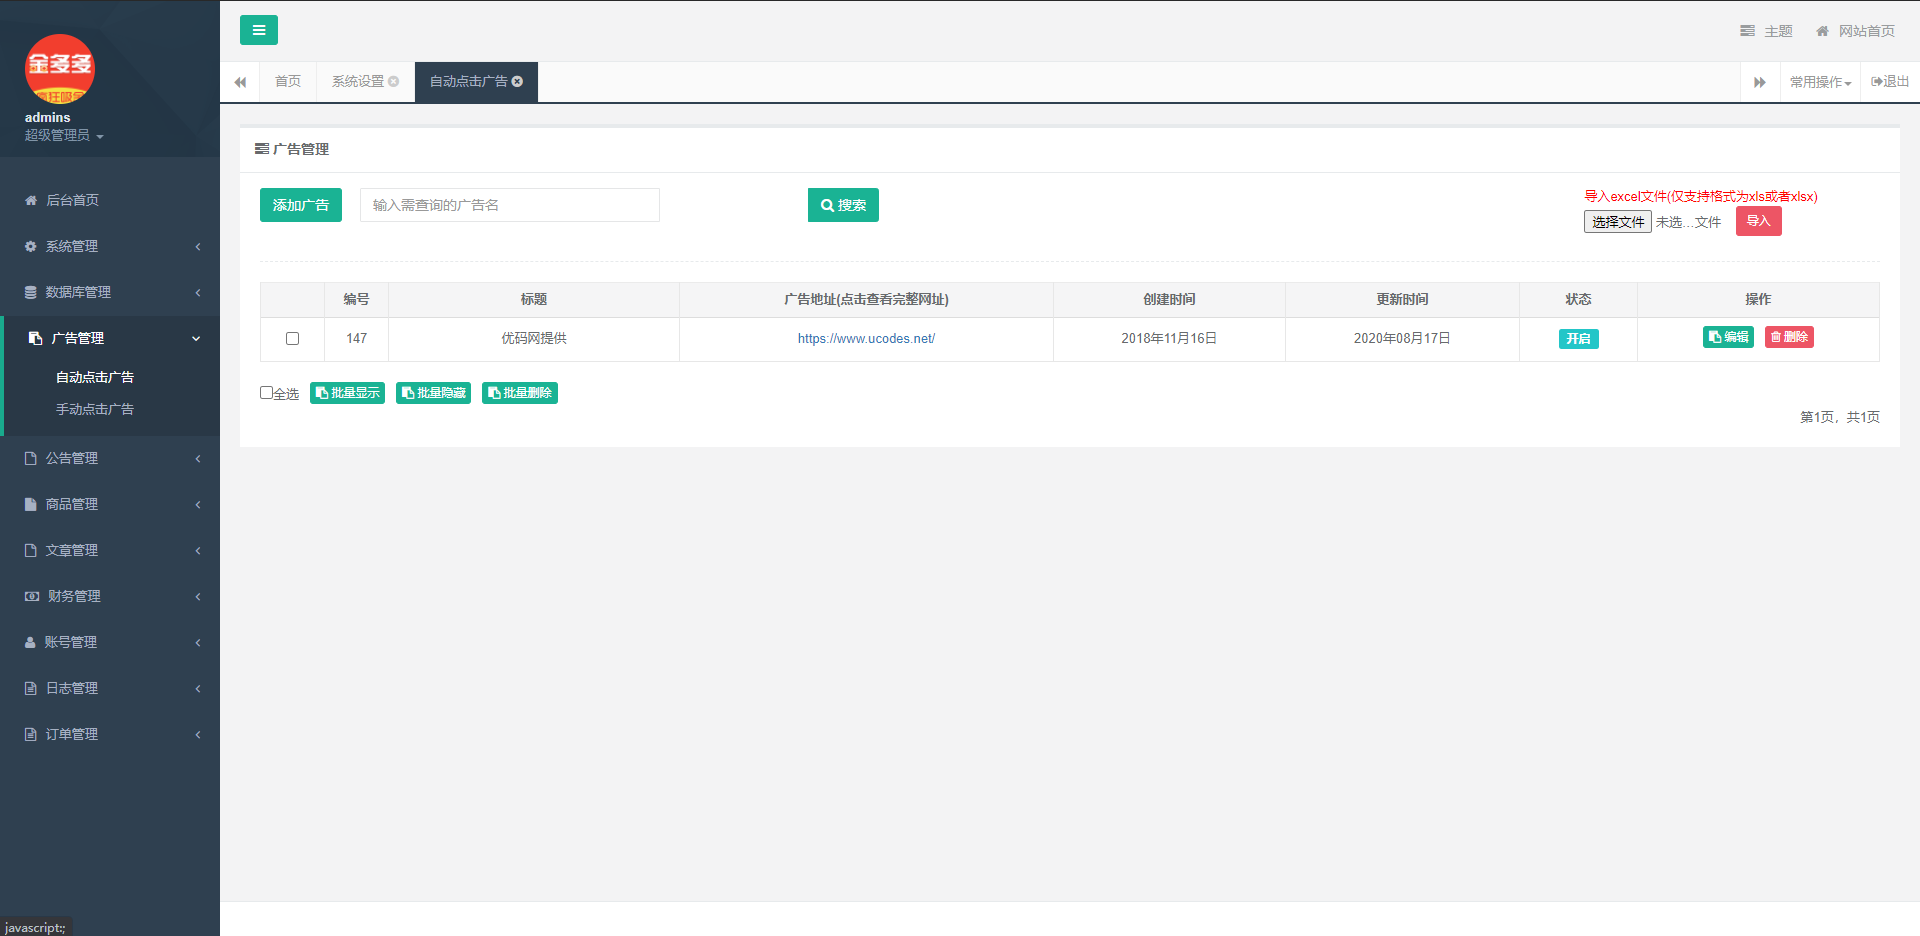 金多多
疯狂吸金
admins
超级管理员
主题
网站首页
首页
系统设置
自动点击广告
常用操作
退出
后台首页
系统管理
数据库管理
广告管理
自动点击广告
手动点击广告
公告管理
商品管理
文章管理
财务管理
账号管理
日志管理
订单管理
广告管理
添加广告
输入需查询的广告名
搜索
导入excel文件(仅支持格式为xls或者xlsx)
选择文件 未选...文件 导入
编号 标题 广告地址(点击查看完整网址) 创建时间 更新时间 状态 操作
147 优码网提供 https://www.ucodes.net/ 2018年11月16日 2020年08月17日 开启 编辑 删除
全选 批量显示 批量隐藏 批量删除
第1页，共1页
javascript:;